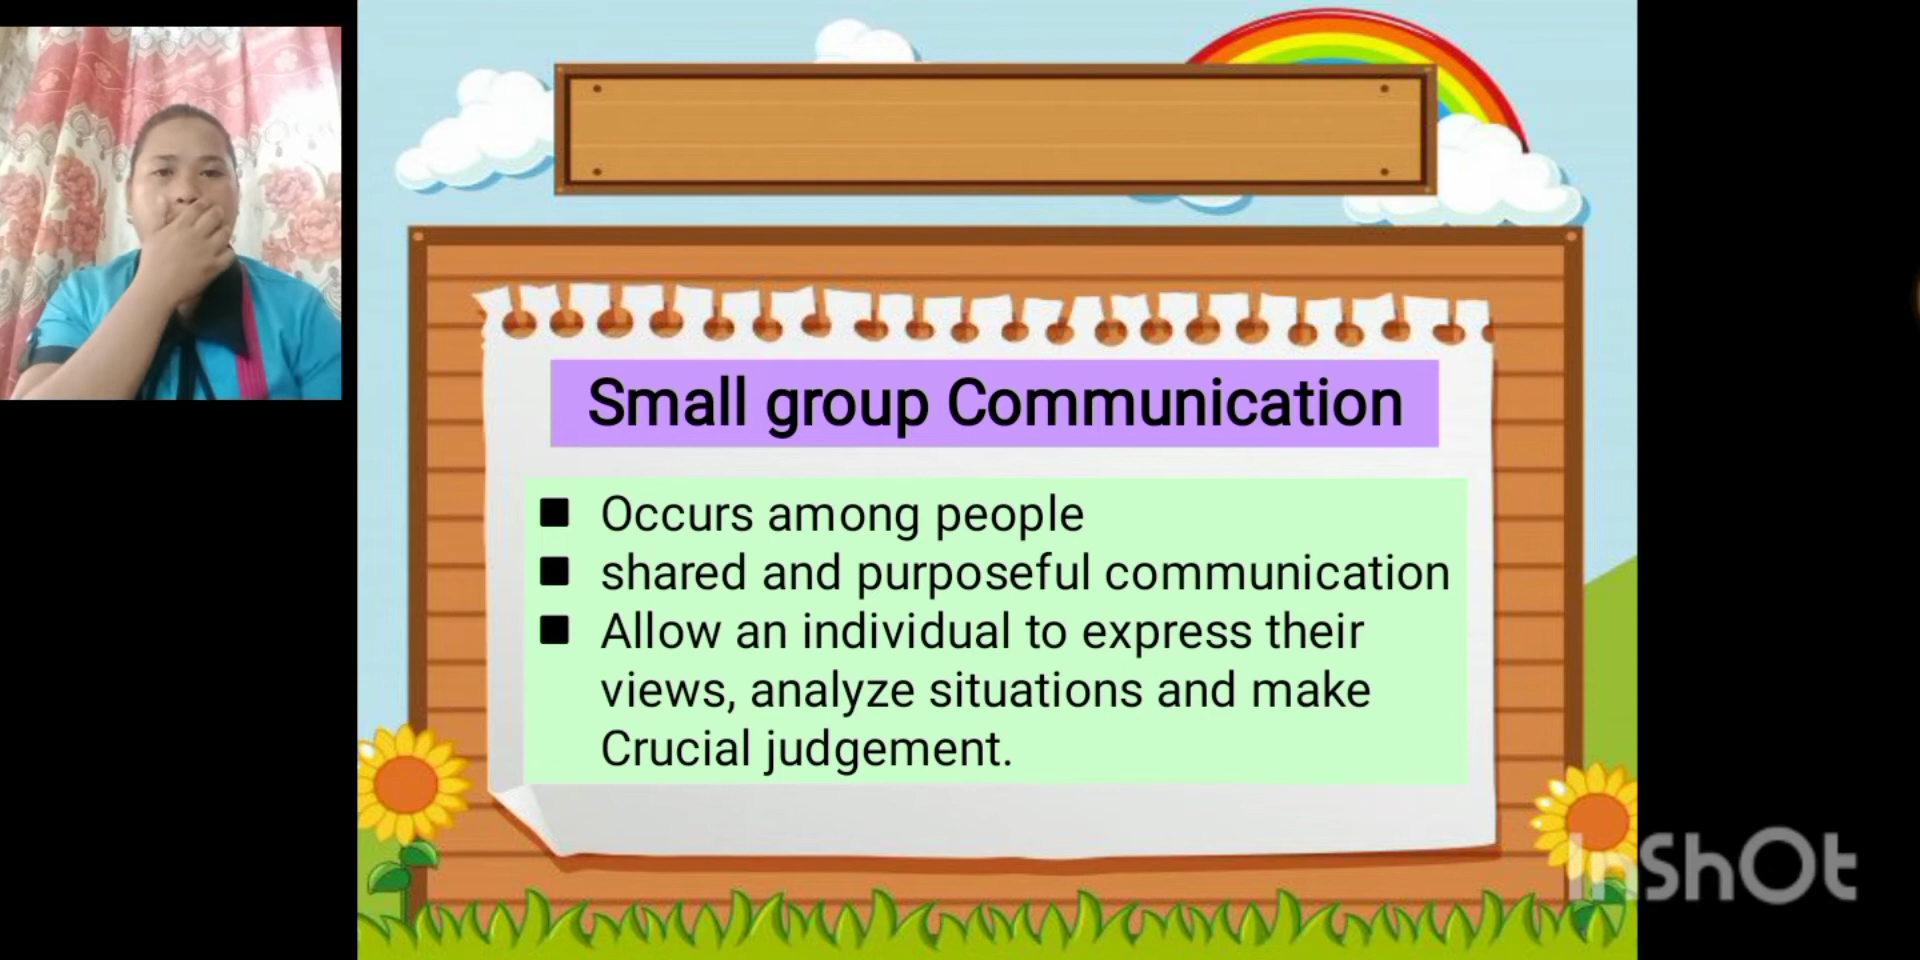 Small group Communication
Occurs among people
shared and purposeful communication
Allow an individual to express their
views, analyze situations and make
Crucial judgement.
InShOt